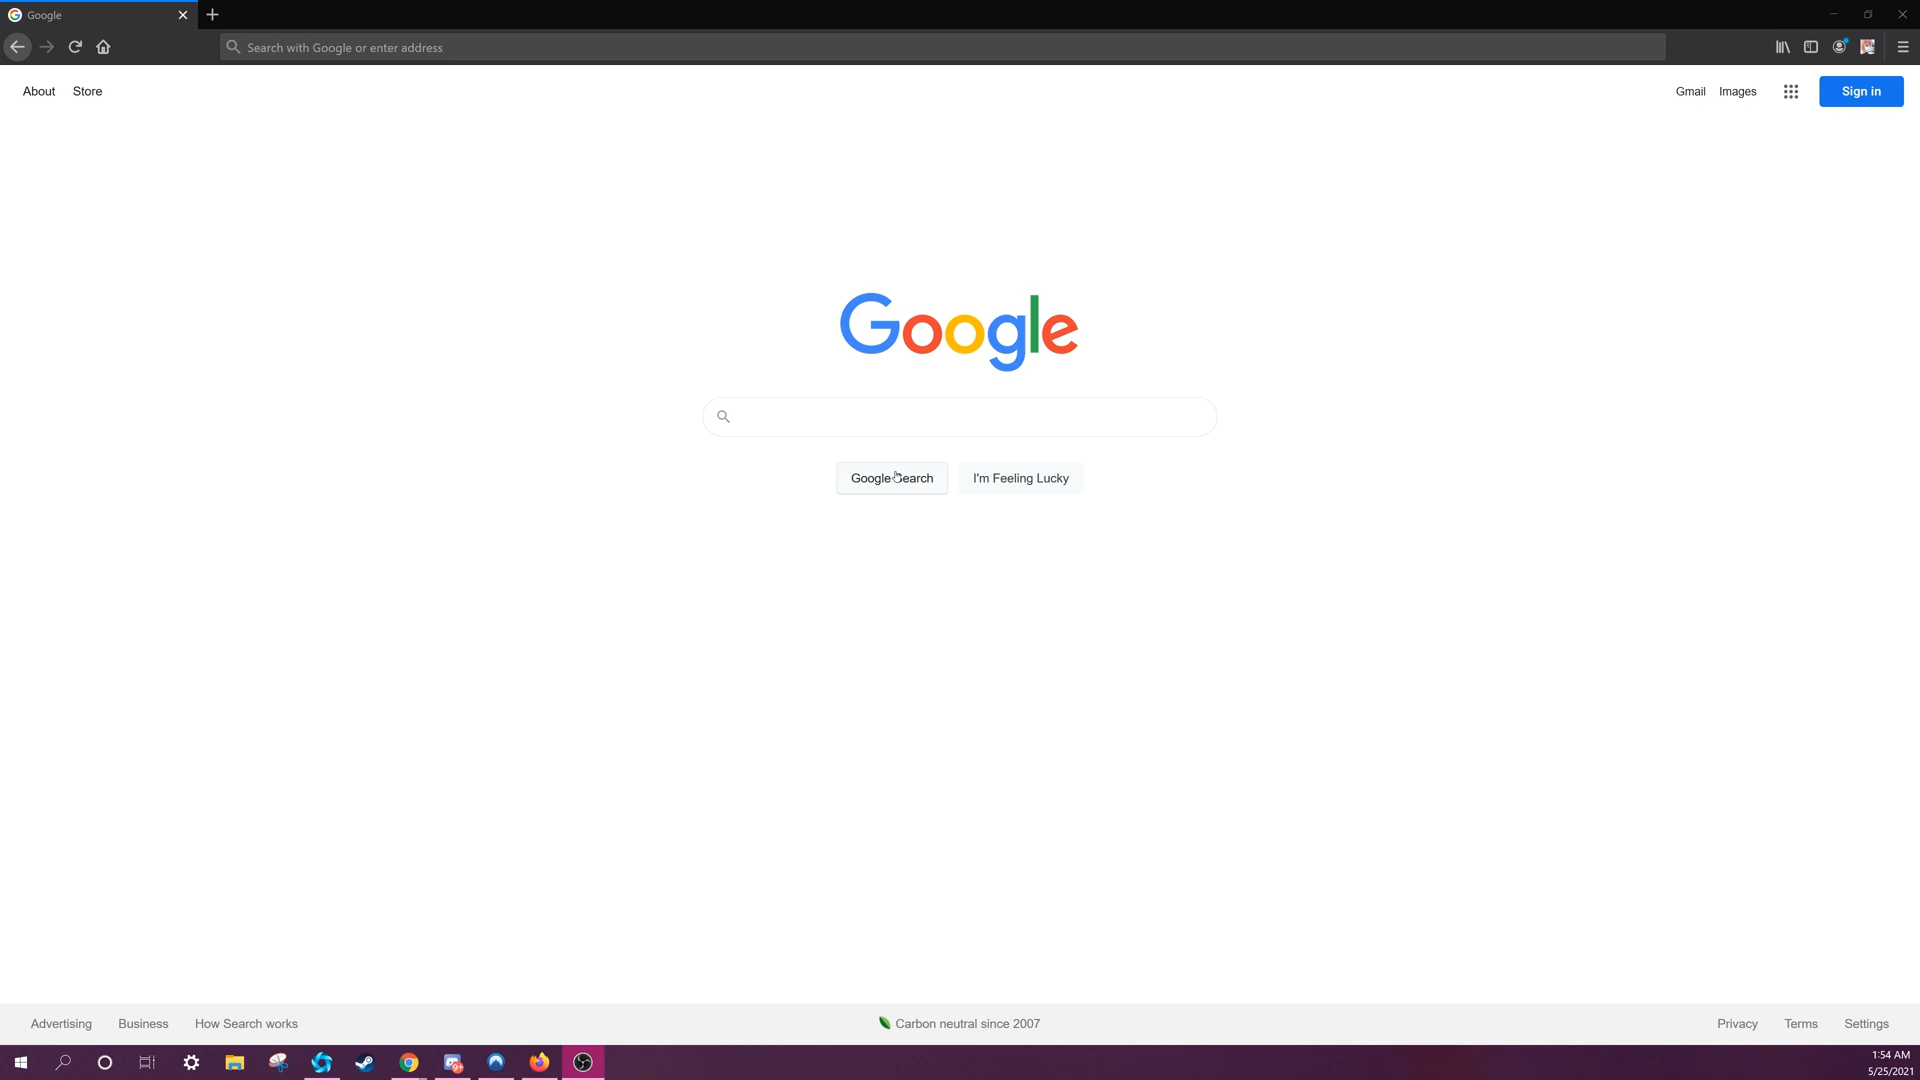 Google
Search with Google or enter address
About Store
Gmail Images Sign in
Google
Google Search I'm Feeling Lucky
Advertising Business How Search works
Carbon neutral since 2007
Privacy Terms Settings
9+
1:54 AM
5/25/2021